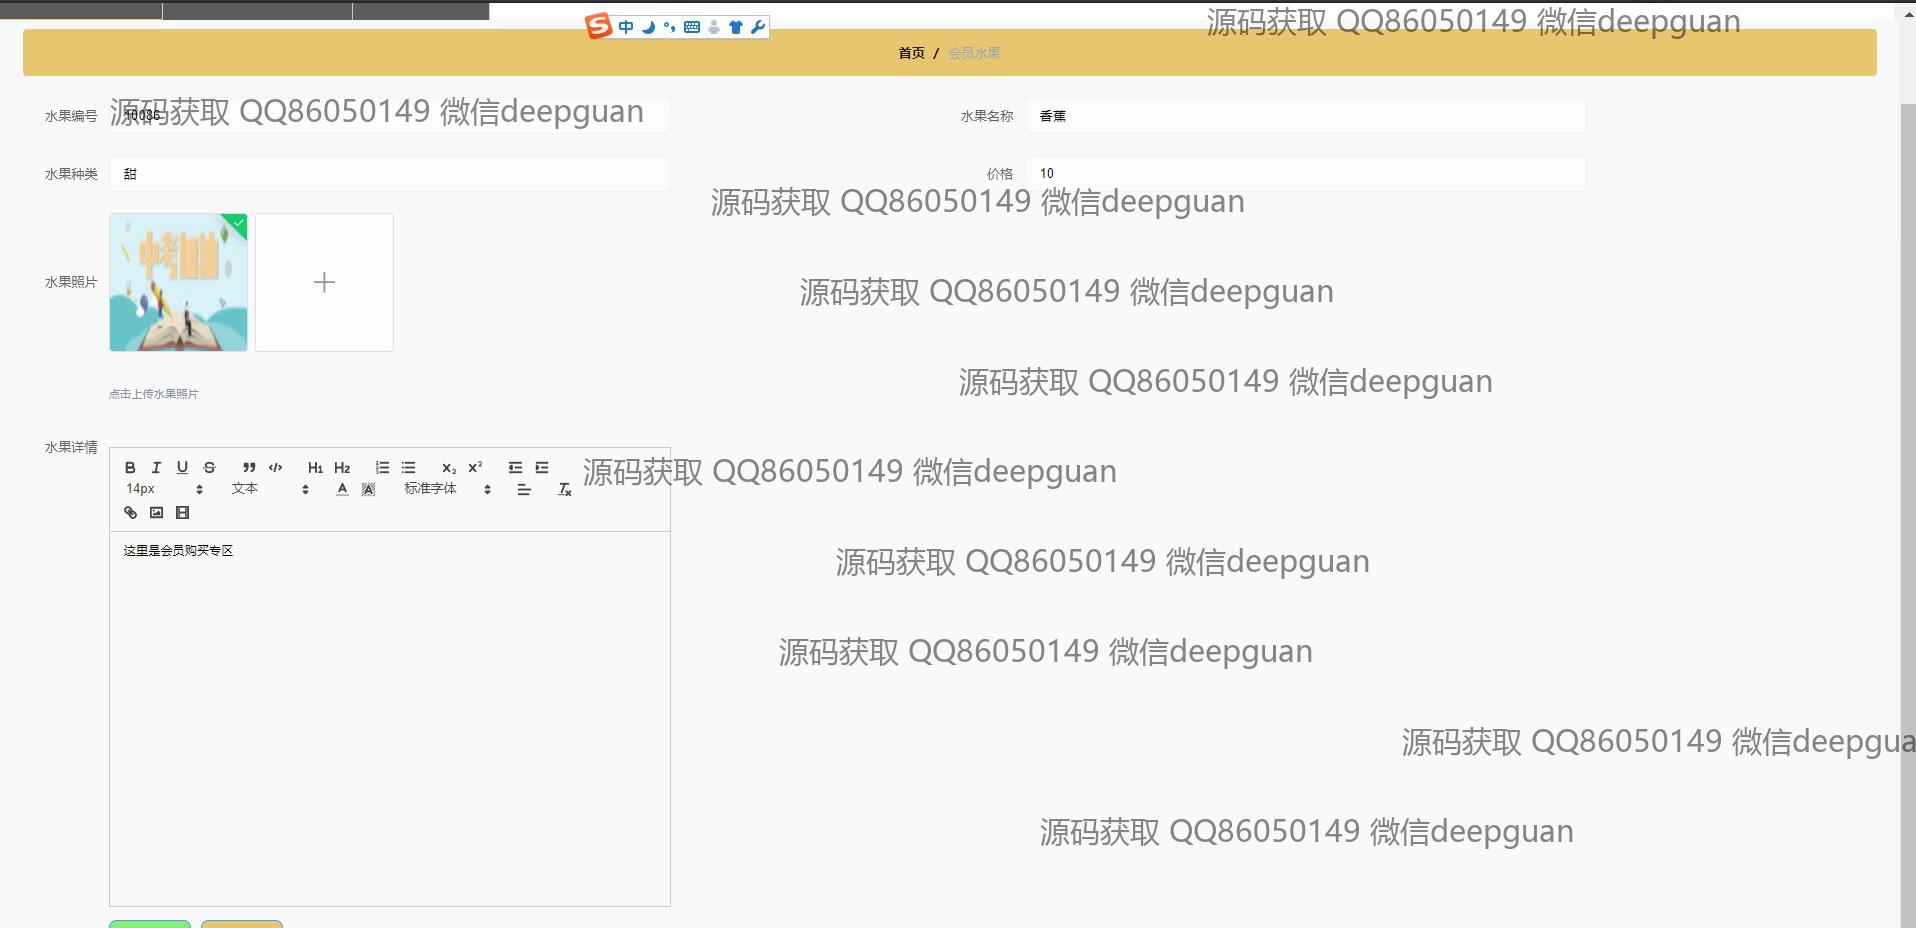 中
源码获取 QQ86050149 微信deepguan
首页 / 会员水果
水果编号 10086
源码获取 QQ86050149 微信deepguan
水果名称 香蕉
水果种类 甜
价格 10
源码获取 QQ86050149 微信deepguan
水果照片
中考加油
源码获取 QQ86050149 微信deepguan
点击上传水果照片
源码获取 QQ86050149 微信deepguan
水果详情
B I U S ” </> H1 H2 X₂ X²
源码获取 QQ86050149 微信deepguan
14px 文本 A A 标准字体 Tx
这里是会员购买专区
源码获取 QQ86050149 微信deepguan
源码获取 QQ86050149 微信deepguan
源码获取 QQ86050149 微信deepgua
源码获取 QQ86050149 微信deepguan